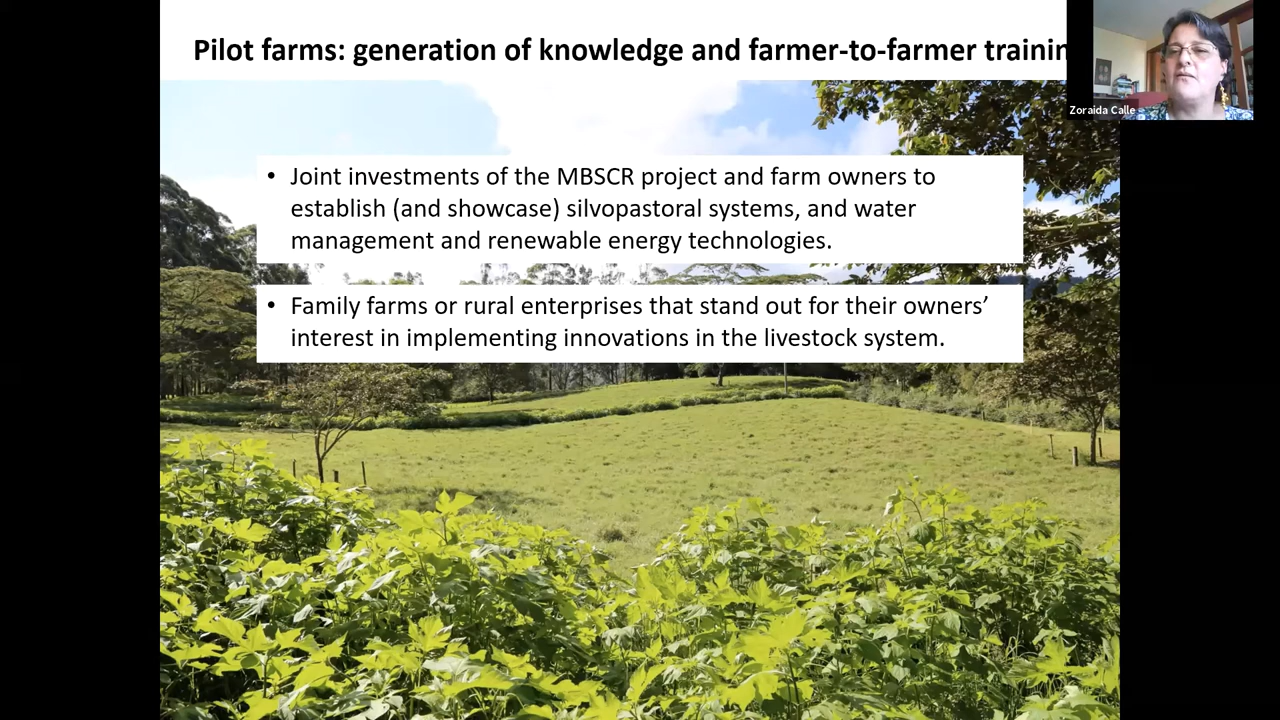 Pilot farms: generation of knowledge and farmer-to-farmer trainin
Zoraida Calle
• Joint investments of the MBSCR project and farm owners to
establish (and showcase) silvopastoral systems, and water
management and renewable energy technologies.
• Family farms or rural enterprises that stand out for their owners’
interest in implementing innovations in the livestock system.